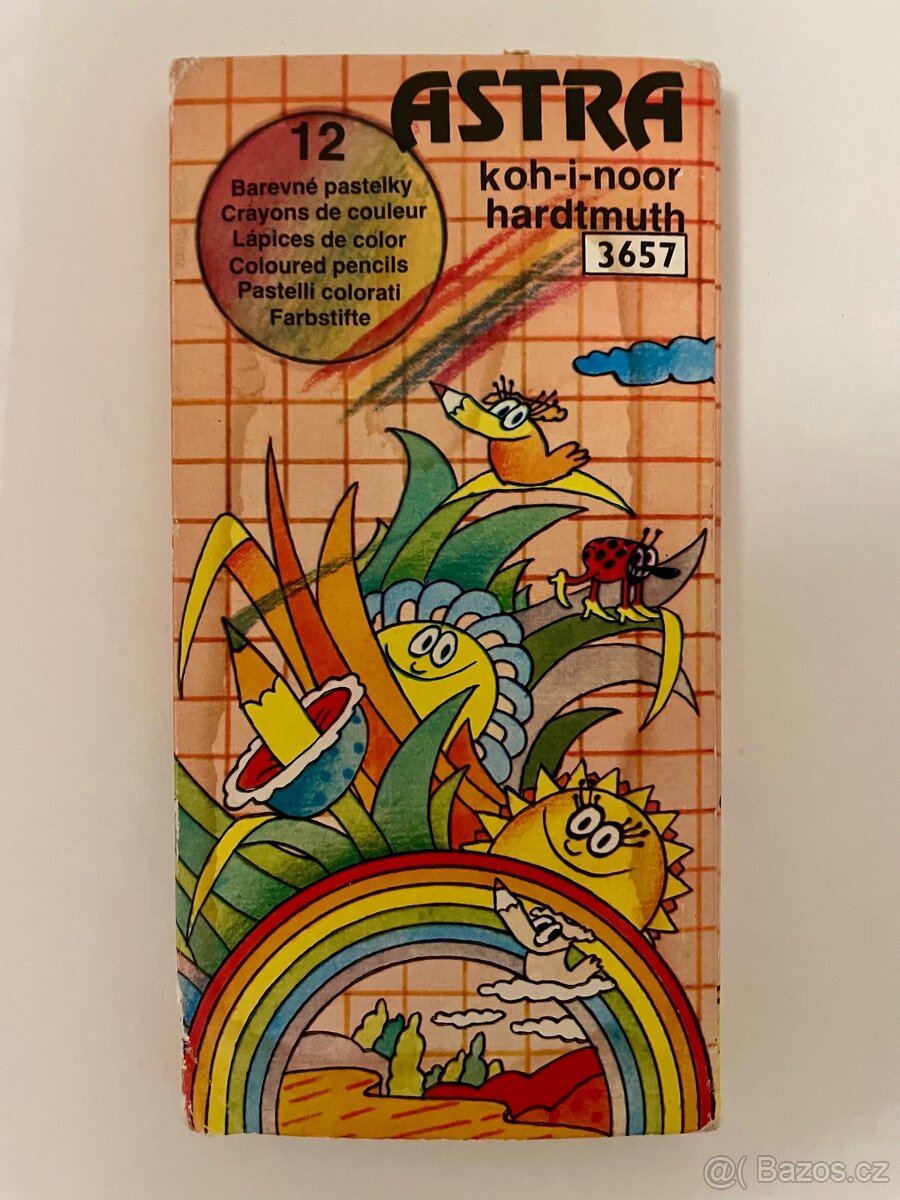 ASTRA
koh-i-noor
hardtmuth
3657
12
Barevné pastelky
Crayons de couleur
Lápices de color
Coloured pencils
Pastelli colorati
Farbstifte
@( Bazos.cz